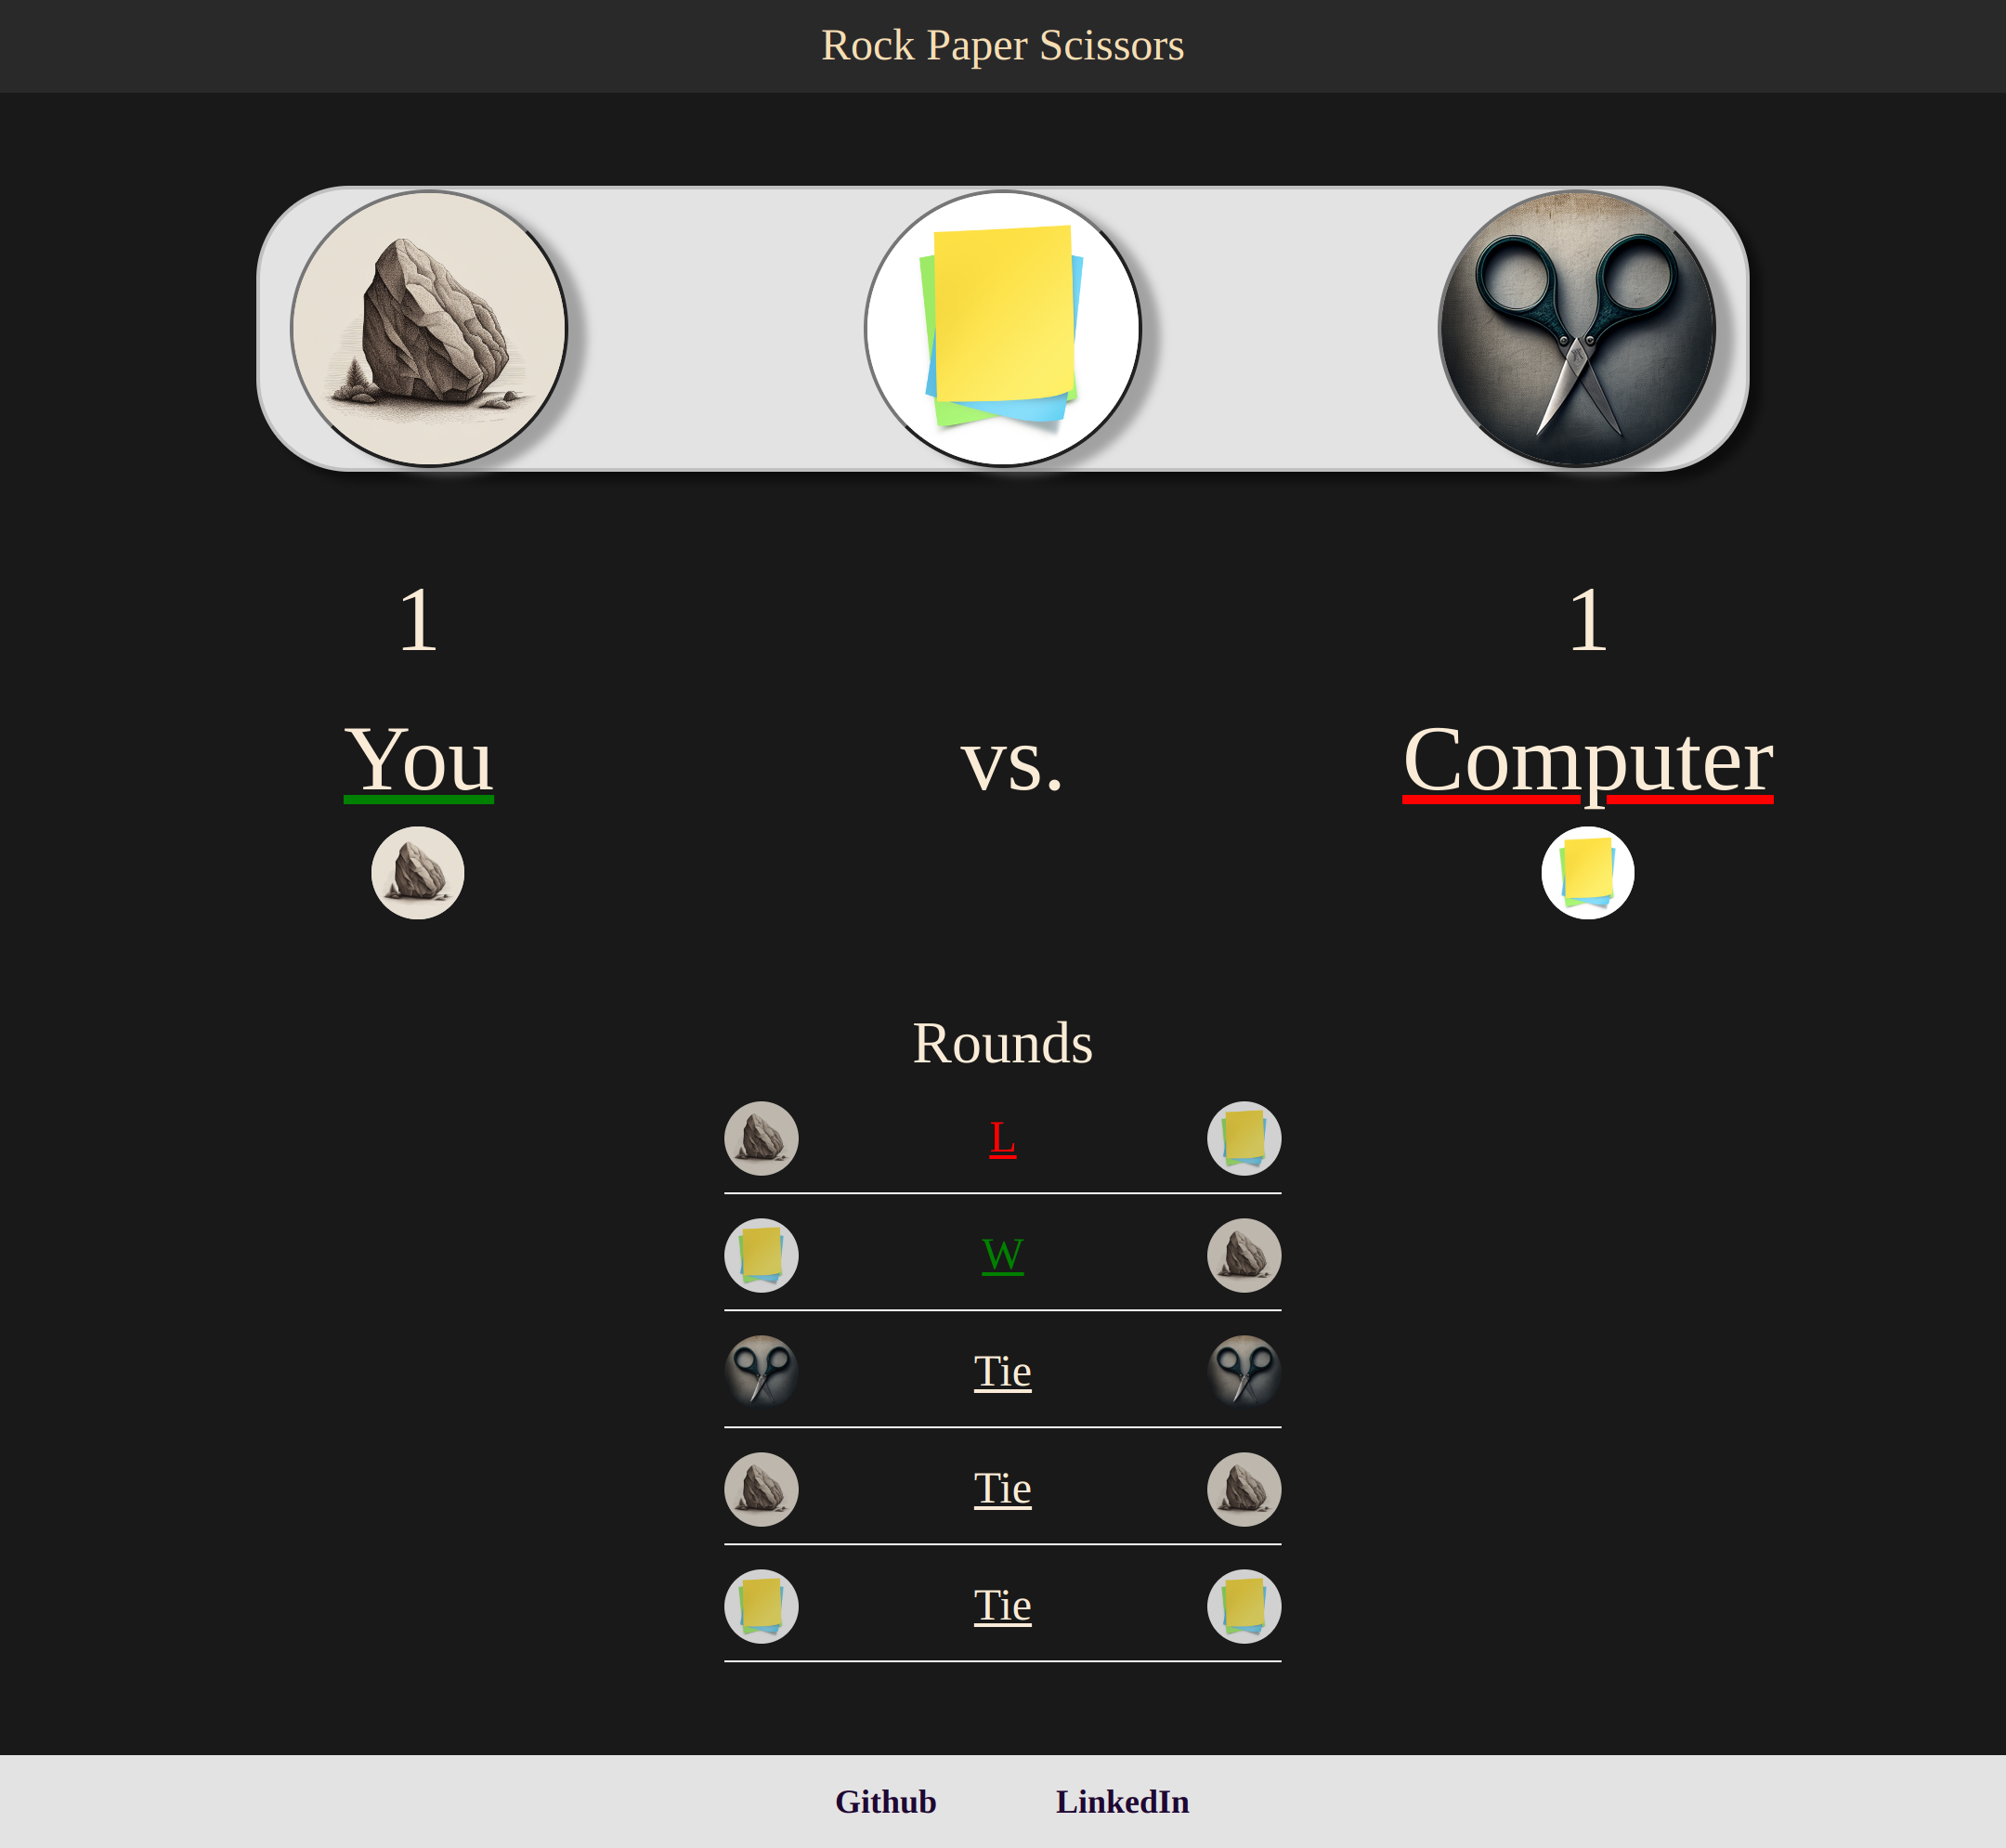 Rock Paper Scissors
1 1
You vs. Computer
Rounds
L
W
Tie
Tie
Tie
Github LinkedIn